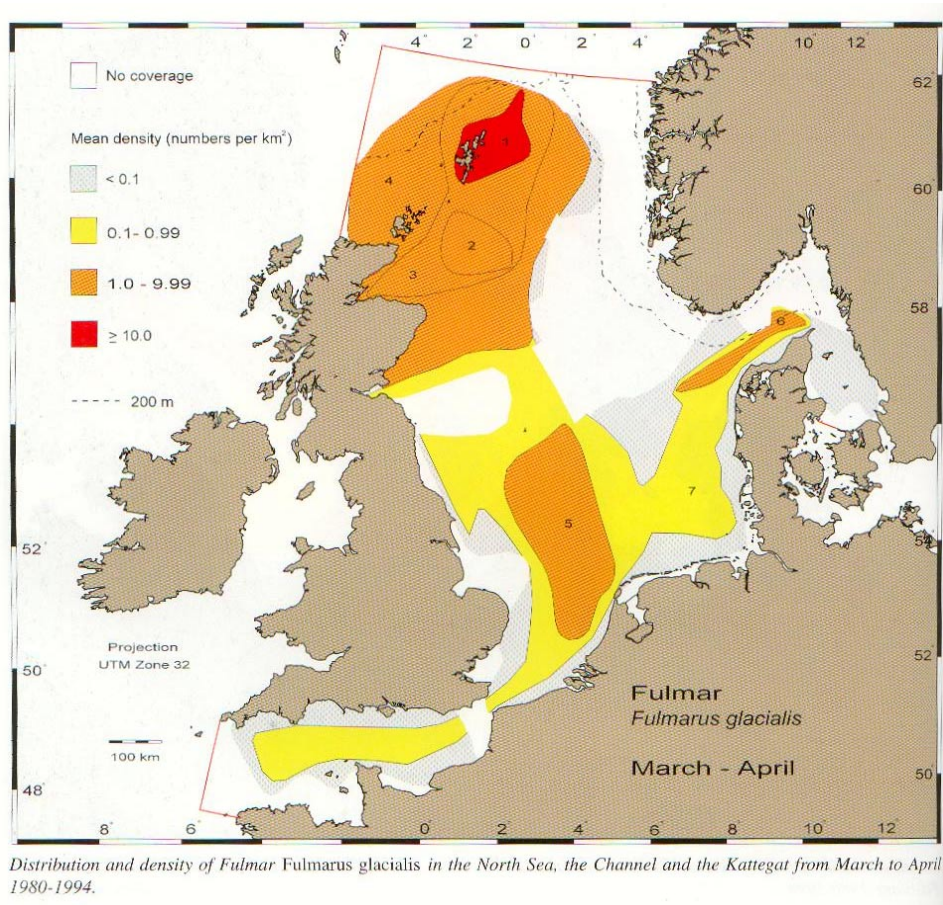 4° 2° 0° 2° 4° 10° 12°
No coverage
62°
Mean density (numbers per km²)
1
< 0.1
4
60°
0.1- 0.99
2
3
1.0 - 9.99
58°
6
≥ 10.0
200 m
7
5
52°
54°
Projection
UTM Zone 32
52°
50°
Fulmar
Fulmarus glacialis
100 km
March - April
50°
48°
8° 6° 0 2 4 6° 8° 10° 12°
Distribution and density of Fulmar Fulmarus glacialis in the North Sea, the Channel and the Kattegat from March to April
1980-1994.